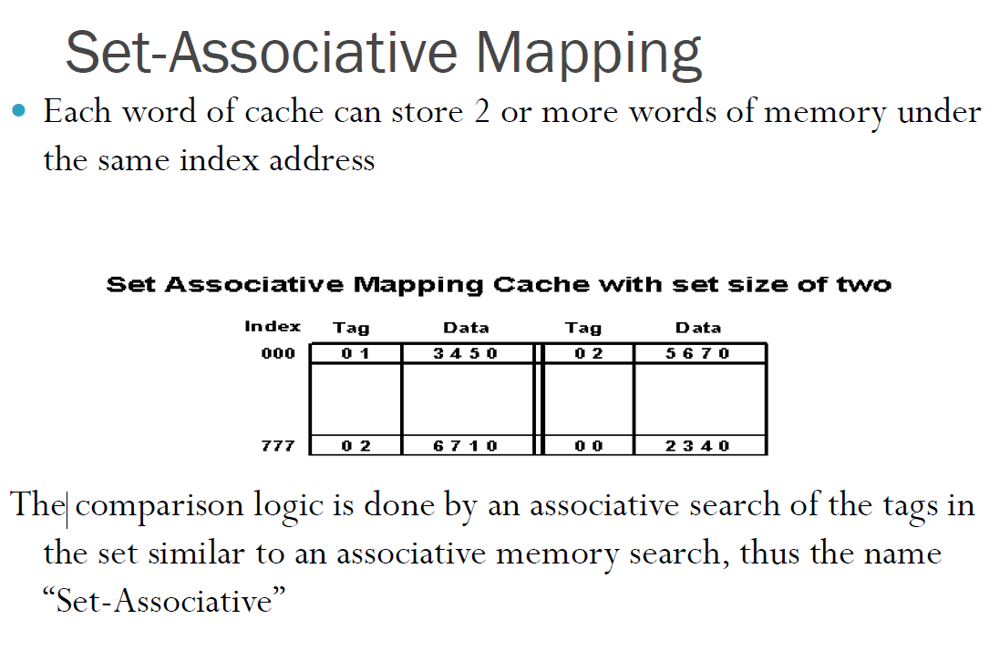 Set-Associative Mapping
• Each word of cache can store 2 or more words of memory under
the same index address
Set Associative Mapping Cache with set size of two
Index Tag Data Tag Data
000 0 1 3 4 5 0 0 2 5 6 7 0
777 0 2 6 7 1 0 0 0 2 3 4 0
The comparison logic is done by an associative search of the tags in
the set similar to an associative memory search, thus the name
“Set-Associative”